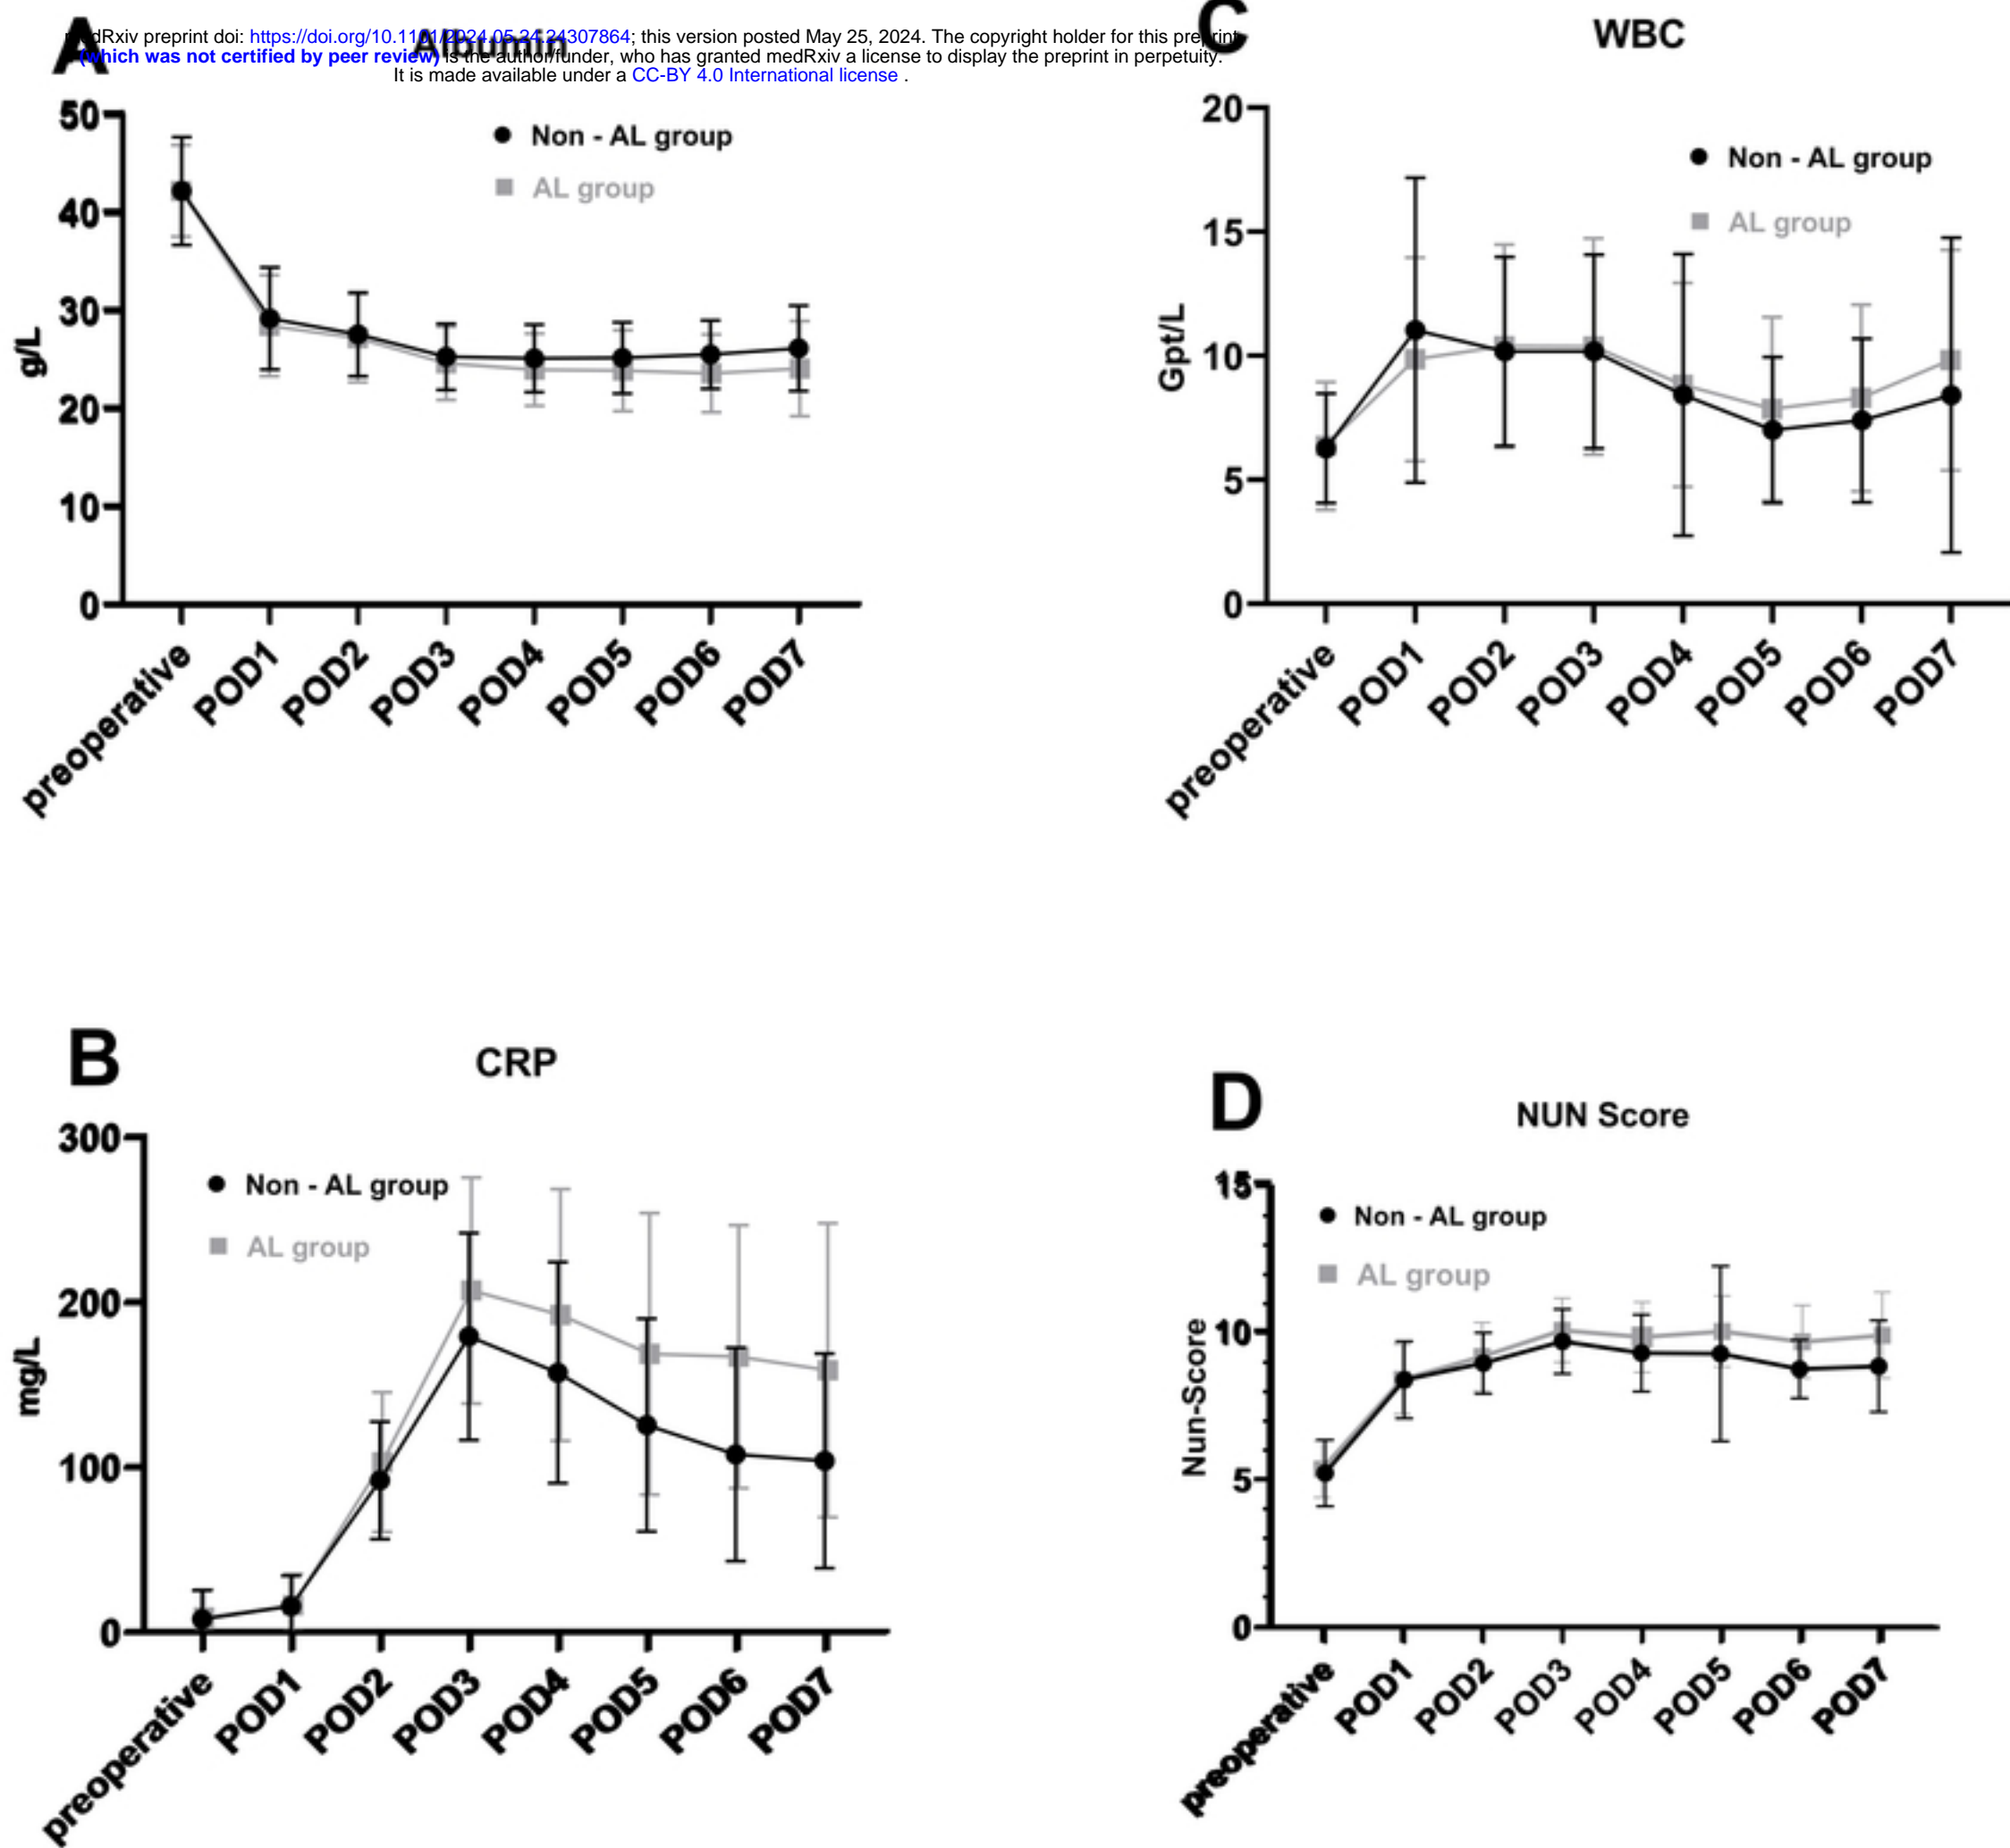 medRxiv preprint doi: https://doi.org/10.1101/2024.05.24.24307864; this version posted May 25, 2024. The copyright holder for this preprint
(which was not certified by peer review) is the author/funder, who has granted medRxiv a license to display the preprint in perpetuity.
It is made available under a CC-BY 4.0 International license .
A
Albumin
50
40
30
20
10
0
g/L
Non - AL group
AL group
preoperative
POD1
POD2
POD3
POD4
POD5
POD6
POD7
C
WBC
20
15
10
5
0
Gpt/L
Non - AL group
AL group
preoperative
POD1
POD2
POD3
POD4
POD5
POD6
POD7
B
CRP
300
200
100
0
mg/L
Non - AL group
AL group
preoperative
POD1
POD2
POD3
POD4
POD5
POD6
POD7
D
NUN Score
15
10
5
0
Nun-Score
Non - AL group
AL group
preoperative
POD1
POD2
POD3
POD4
POD5
POD6
POD7